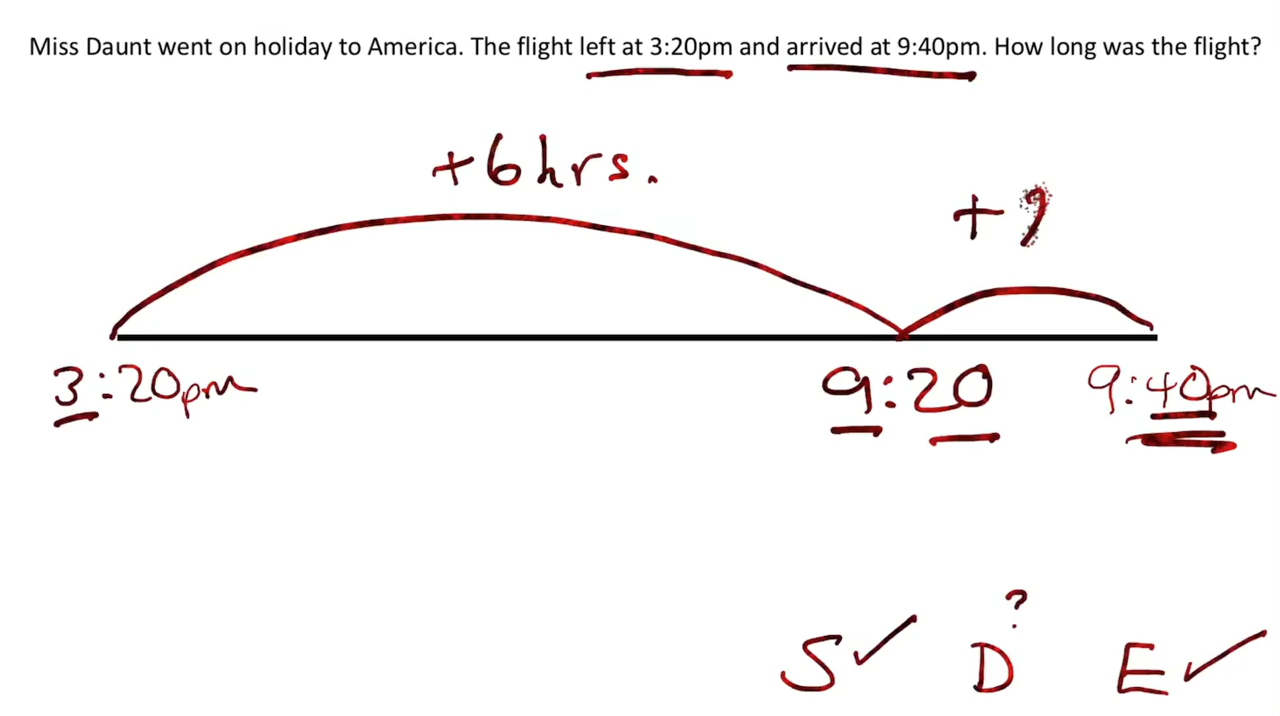 Miss Daunt went on holiday to America. The flight left at 3:20pm and arrived at 9:40pm. How long was the flight?
+6hrs.
+
3:20pm
9:20
9:40pm
?
S✓ D E✓